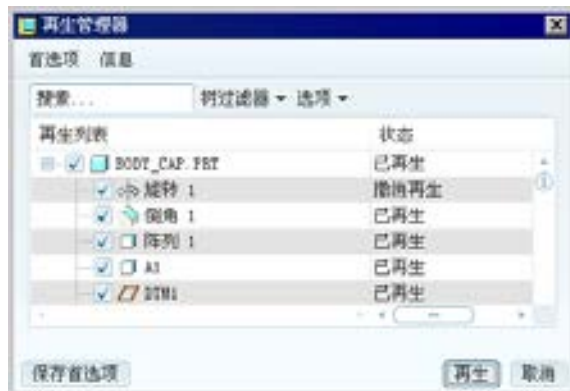 再生管理器
首选项 信息
搜索... 树过滤器 选项
再生列表 状态
BODY_CAP.PRT 已再生
旋转 1 撤消再生
倒角 1 已再生
阵列 1 已再生
A3 已再生
DTM1 已再生
保存首选项 再生 取消